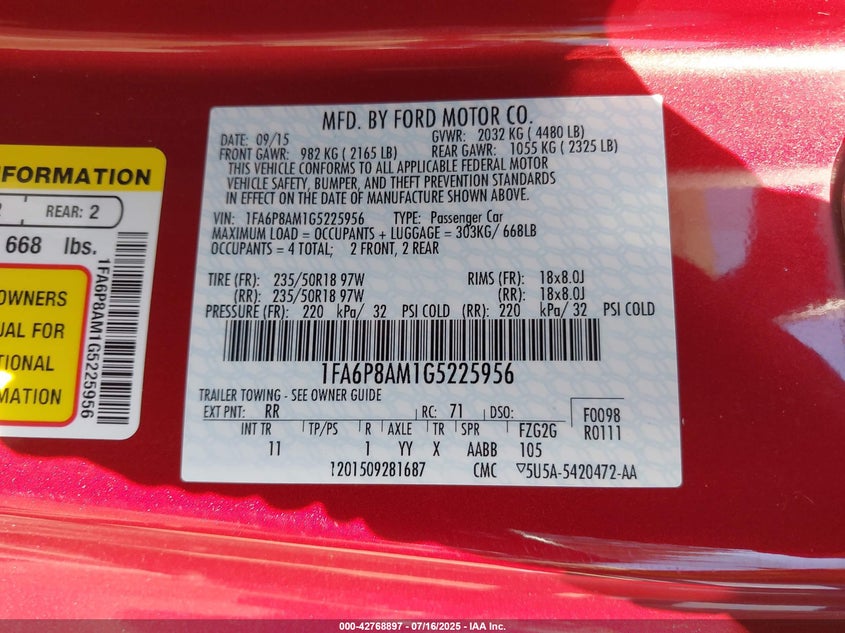 NFORMATION
REAR: 2
668 lbs.
OWNERS
UAL FOR
TIONAL
MATION
1FA6P8AM1G5225956
MFD. BY FORD MOTOR CO.
DATE: 09/15 GVWR: 2032 KG ( 4480 LB)
FRONT GAWR: 982 KG ( 2165 LB) REAR GAWR: 1055 KG ( 2325 LB)
THIS VEHICLE CONFORMS TO ALL APPLICABLE FEDERAL MOTOR
VEHICLE SAFETY, BUMPER, AND THEFT PREVENTION STANDARDS
IN EFFECT ON THE DATE OF MANUFACTURE SHOWN ABOVE.
VIN: 1FA6P8AM1G5225956 TYPE: Passenger Car
MAXIMUM LOAD = OCCUPANTS + LUGGAGE = 303KG/ 668LB
OCCUPANTS = 4 TOTAL; 2 FRONT, 2 REAR
TIRE (FR): 235/50R18 97W RIMS (FR): 18x8.0J
(RR): 235/50R18 97W (RR): 18x8.0J
PRESSURE (FR): 220 kPa/ 32 PSI COLD (RR): 220 kPa/ 32 PSI COLD
1FA6P8AM1G5225956
TRAILER TOWING - SEE OWNER GUIDE
EXT PNT: RR RC: 71 DSO: F0098
INT TR TP/PS R AXLE TR SPR FZG2G R0111
11 1 YY X AABB 105
1201509281687 CMC ▽5U5A-5420472-AA
000-42768897 - 07/16/2025 - IAA Inc.